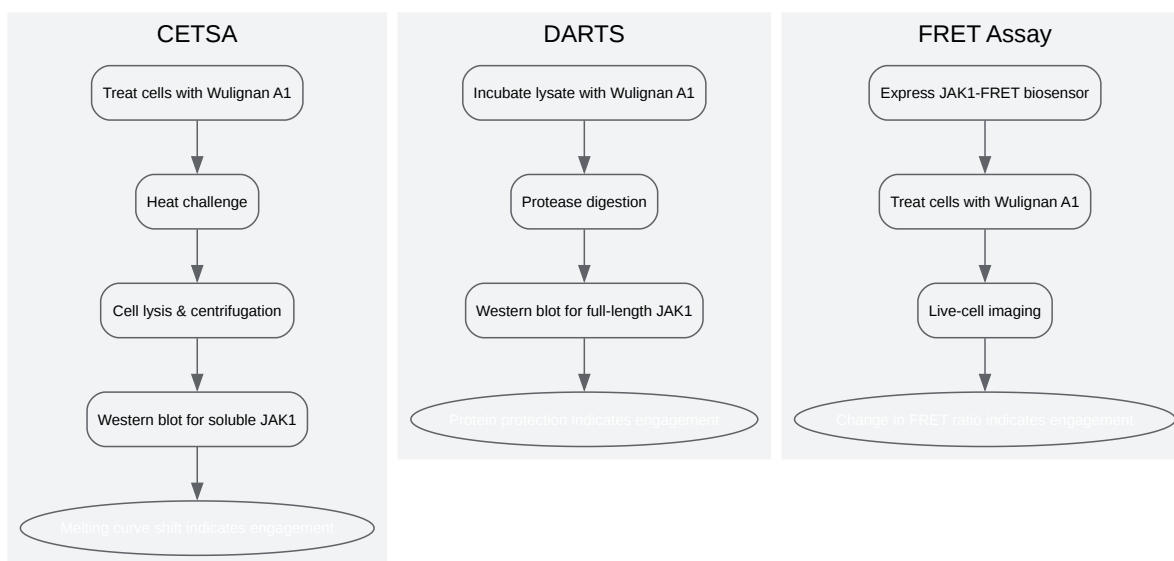 CETSA
Treat cells with Wulignan A1
Heat challenge
Cell lysis & centrifugation
Western blot for soluble JAK1
Melting curve shift indicates engagement
DARTS
Incubate lysate with Wulignan A1
Protease digestion
Western blot for full-length JAK1
Protein protection indicates engagement
FRET Assay
Express JAK1-FRET biosensor
Treat cells with Wulignan A1
Live-cell imaging
Change in FRET ratio indicates engagement